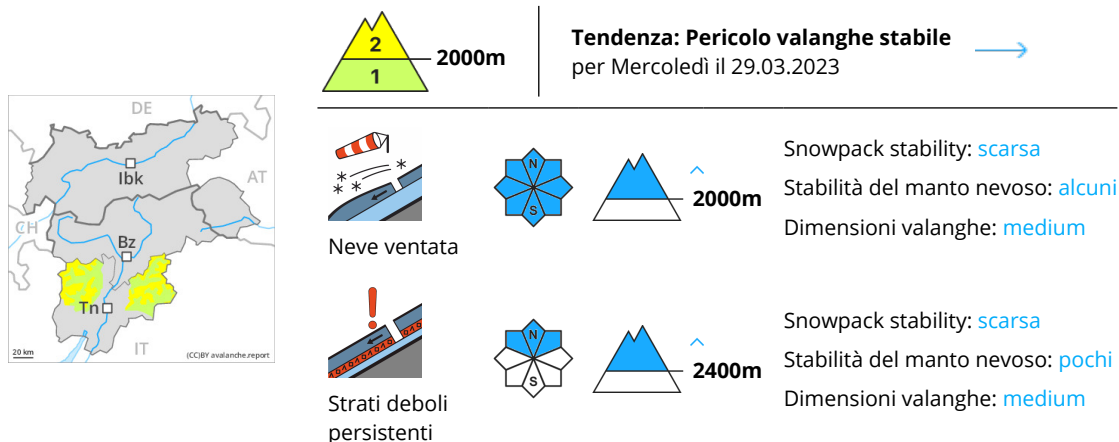 2
1
2000m
Tendenza: Pericolo valanghe stabile
per Mercoledì il 29.03.2023
DE
AT
CH
IT
Ibk
Bz
Tn
20 km
(CC)BY avalanche.report
Neve ventata
N
S
2000m
Snowpack stability: scarsa
Stabilità del manto nevoso: alcuni
Dimensioni valanghe: medium
Strati deboli
persistenti
N
S
2400m
Snowpack stability: scarsa
Stabilità del manto nevoso: pochi
Dimensioni valanghe: medium